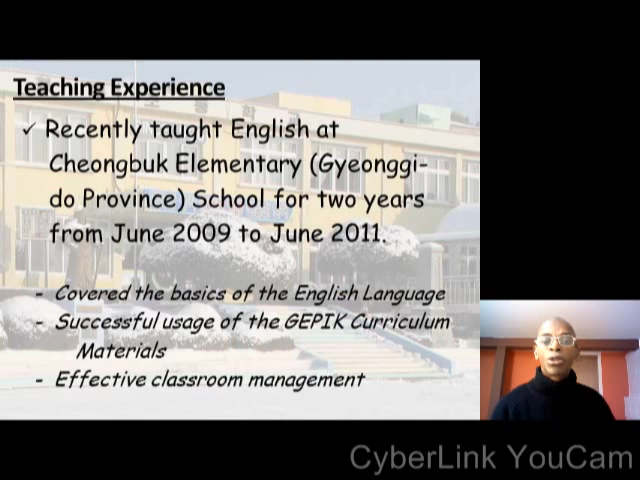 Teaching Experience
✓ Recently taught English at
Cheongbuk Elementary (Gyeonggi-
do Province) School for two years
from June 2009 to June 2011.
- Covered the basics of the English Language
- Successful usage of the GEPIK Curriculum
Materials
- Effective classroom management
CyberLink YouCam